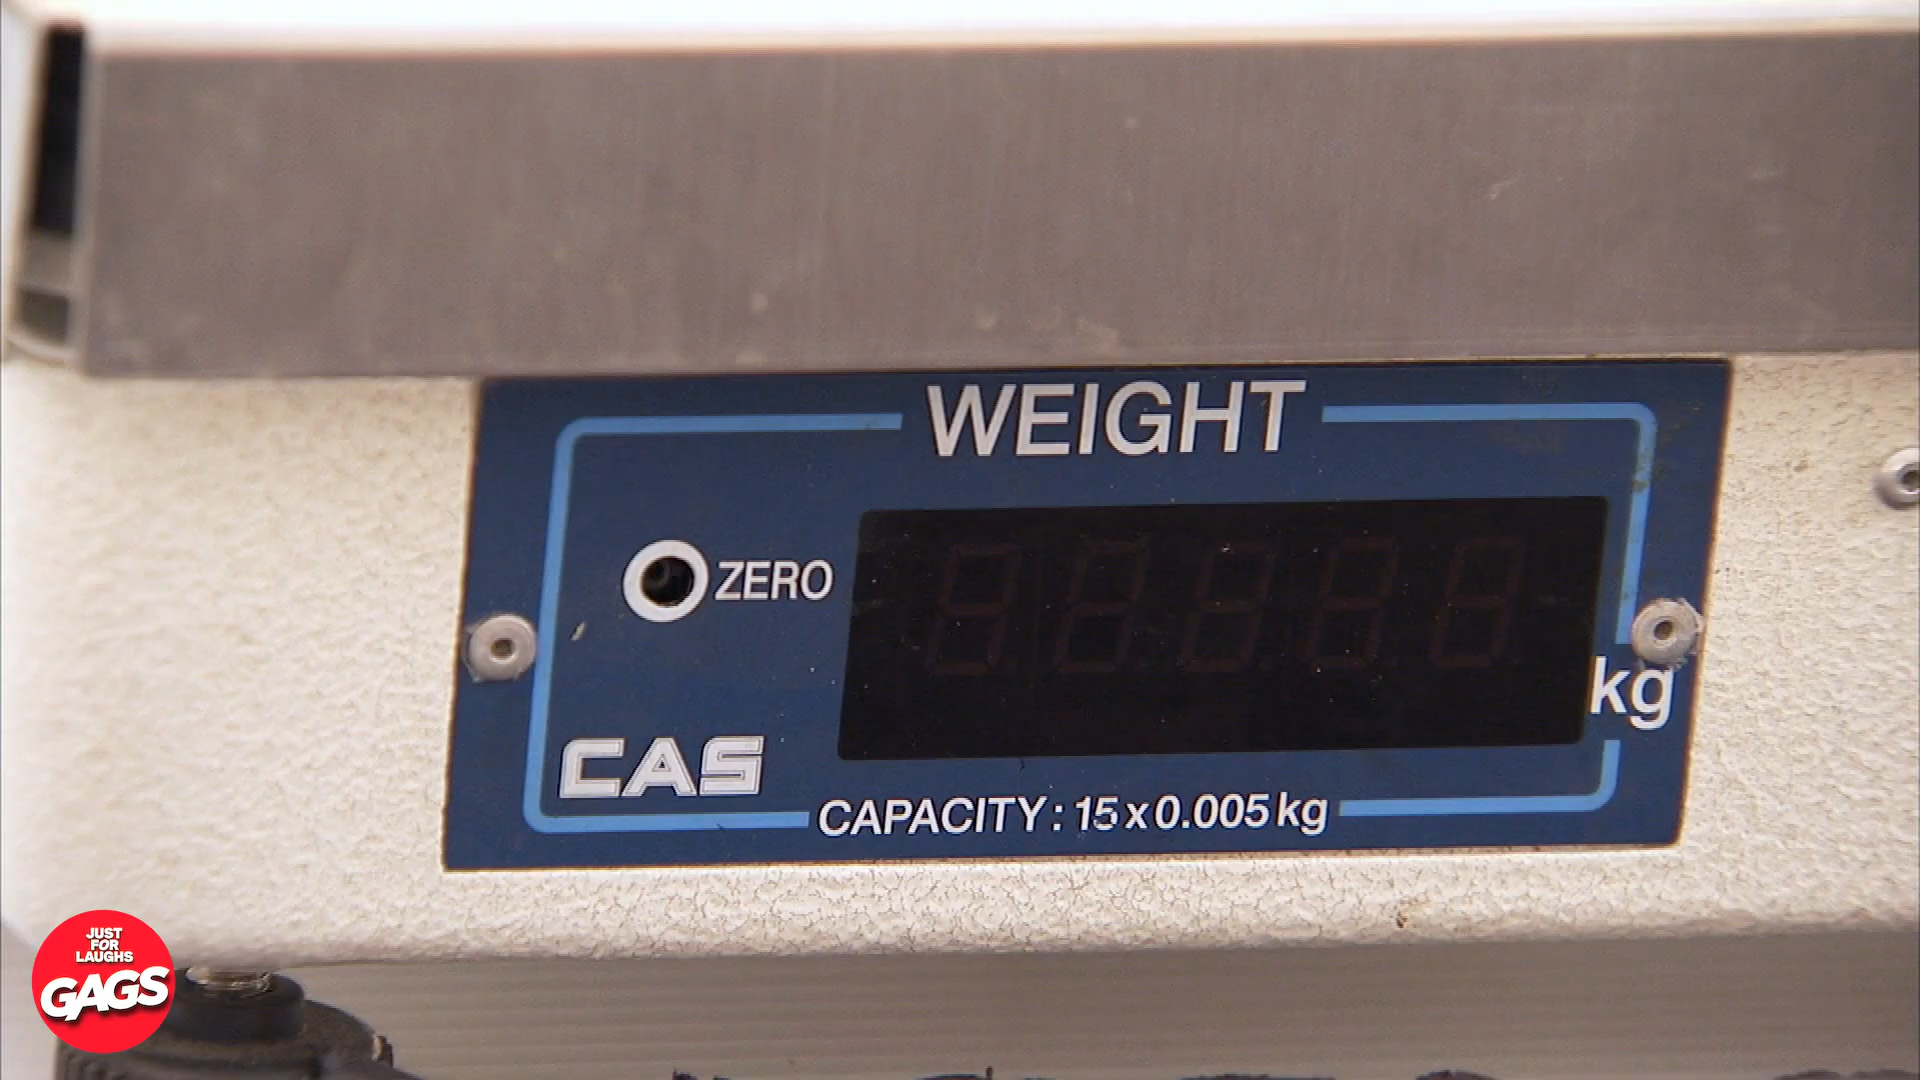 WEIGHT
ZERO
kg
CAS
CAPACITY: 15 x 0.005 kg
JUST
FOR
LAUGHS
GAGS